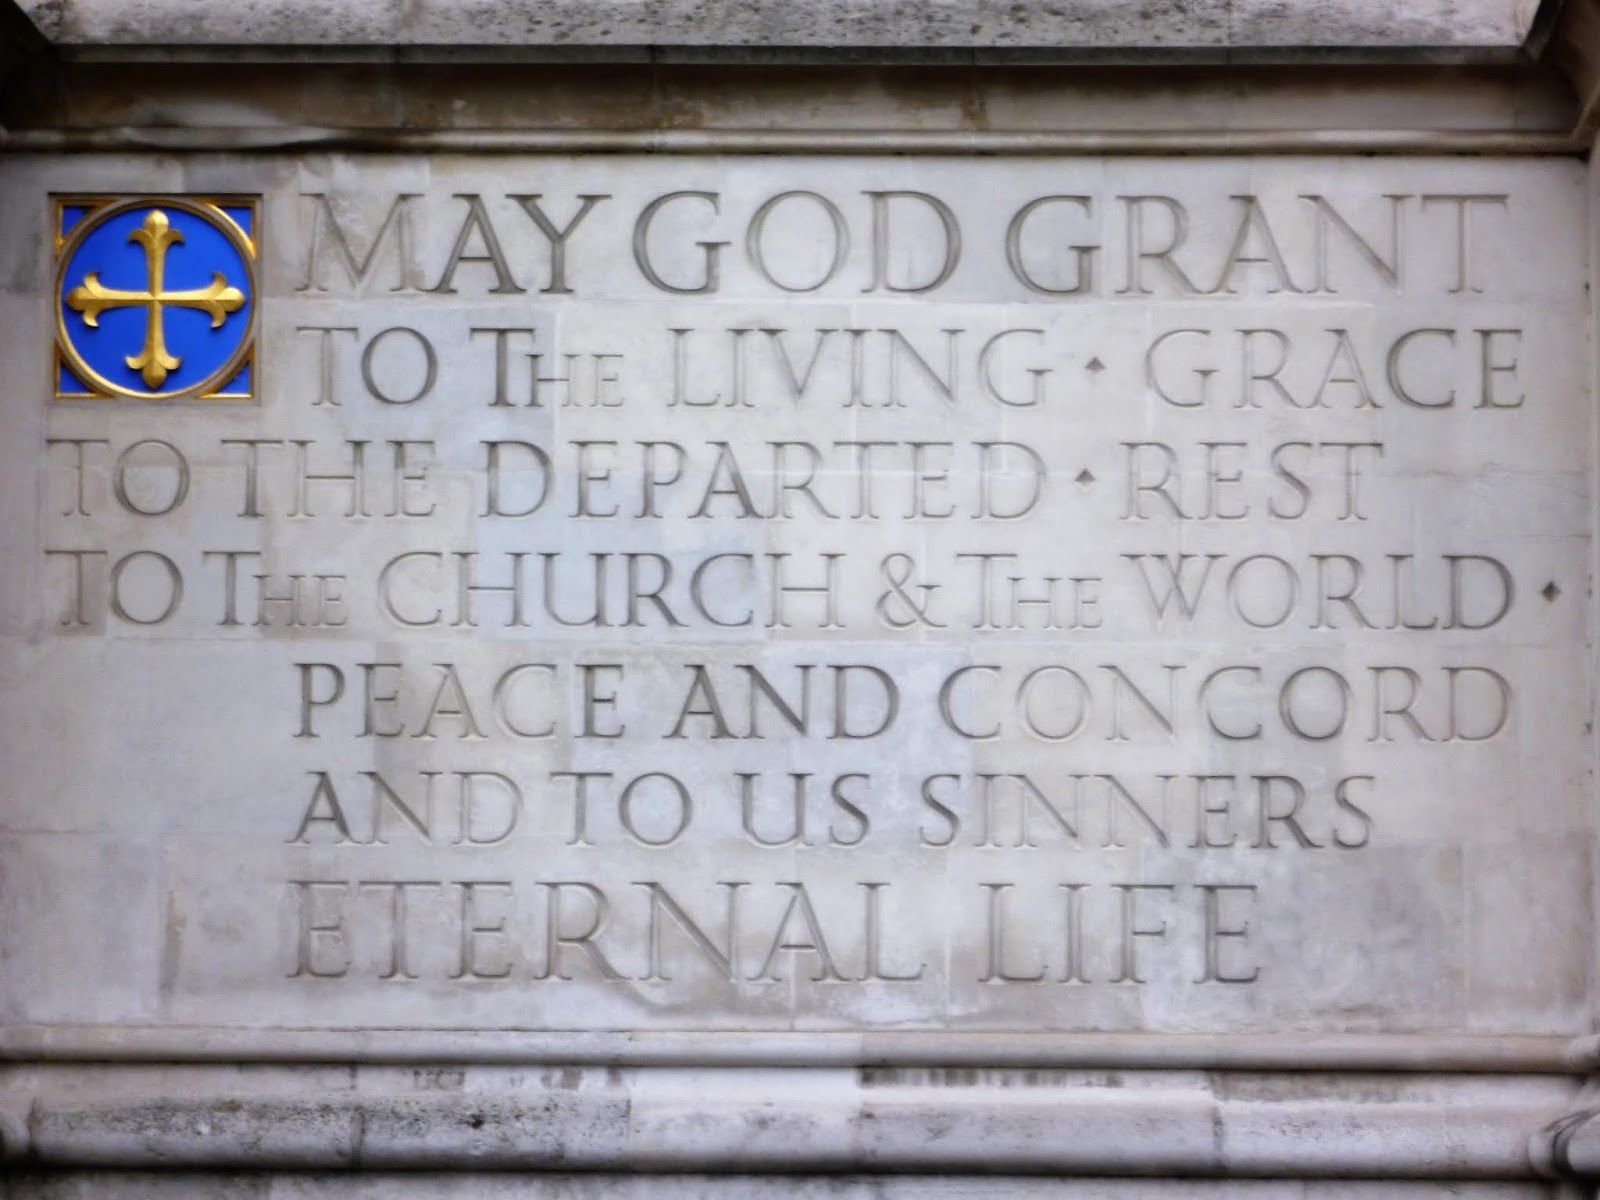 MAY GOD GRANT
TO THE LIVING · GRACE
TO THE DEPARTED · REST
TO THE CHURCH & THE WORLD ·
PEACE AND CONCORD
AND TO US SINNERS
ETERNAL LIFE